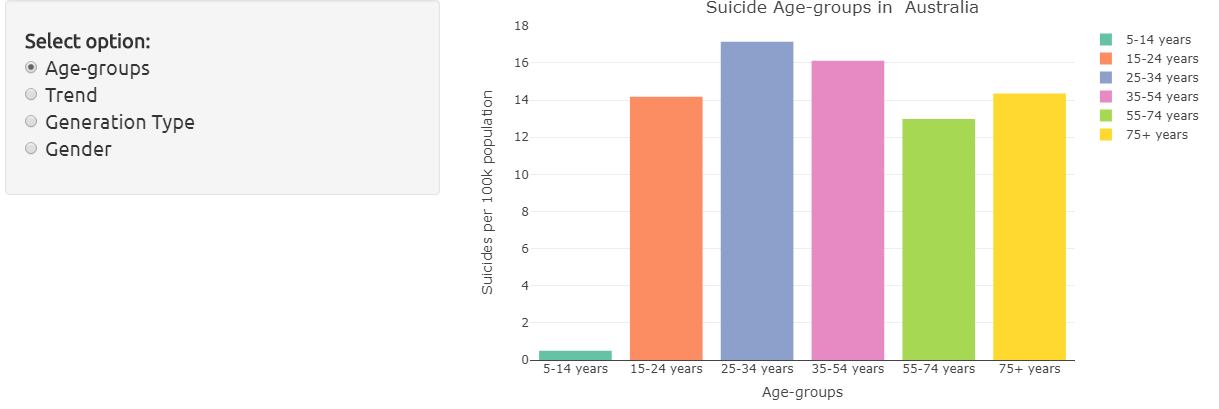 Select option:
Age-groups
Trend
Generation Type
Gender
Suicide Age-groups in  Australia
Suicides per 100k population
18
16
14
12
10
8
6
4
2
0
5-14 years
15-24 years
25-34 years
35-54 years
55-74 years
75+ years
Age-groups
5-14 years
15-24 years
25-34 years
35-54 years
55-74 years
75+ years